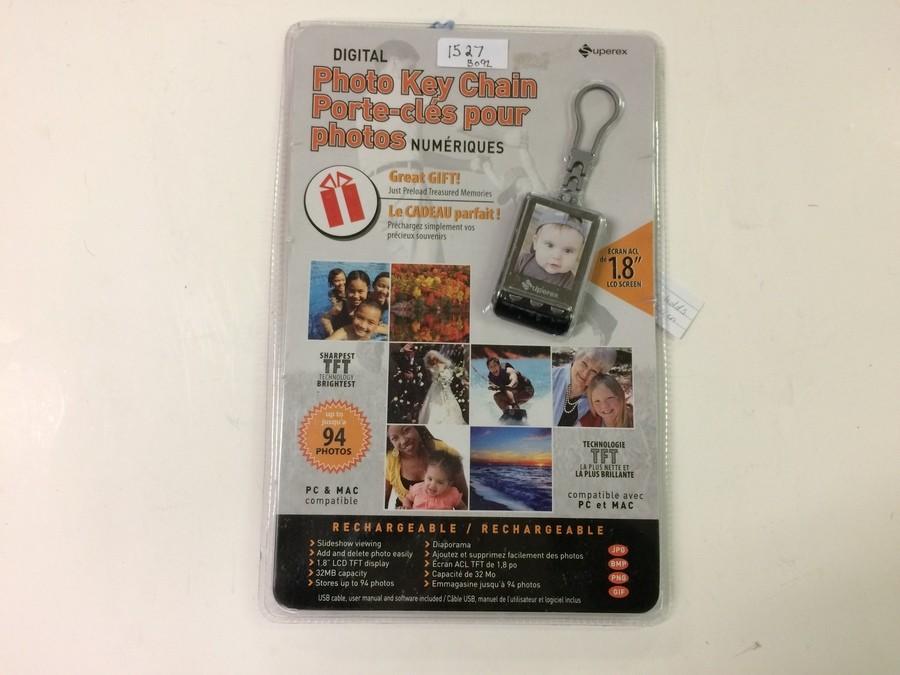 1527
B092
Superex
DIGITAL
Photo Key Chain
Porte-clés pour
photos NUMÉRIQUES
Great GIFT!
Just Preload Treasured Memories
Le CADEAU parfait !
Préchargez simplement vos
précieux souvenirs
Superex
ÉCRAN ACL
de 1.8"
LCD SCREEN
SHARPEST
TFT
TECHNOLOGY
BRIGHTEST
up to
jusqu'à
94
PHOTOS
PC & MAC
compatible
TECHNOLOGIE
TFT
LA PLUS NETTE ET
LA PLUS BRILLANTE
compatible avec
PC et MAC
RECHARGEABLE / RECHARGEABLE
Slideshow viewing
Add and delete photo easily
1.8" LCD TFT display
32MB capacity
Stores up to 94 photos
Diaporama
Ajoutez et supprimez facilement des photos
Écran ACL TFT de 1,8 po
Capacité de 32 Mo
Emmagasine jusqu'à 94 photos
JPG
BMP
PNG
GIF
USB cable, user manual and software included / Câble USB, manuel de l'utilisateur et logiciel inclus